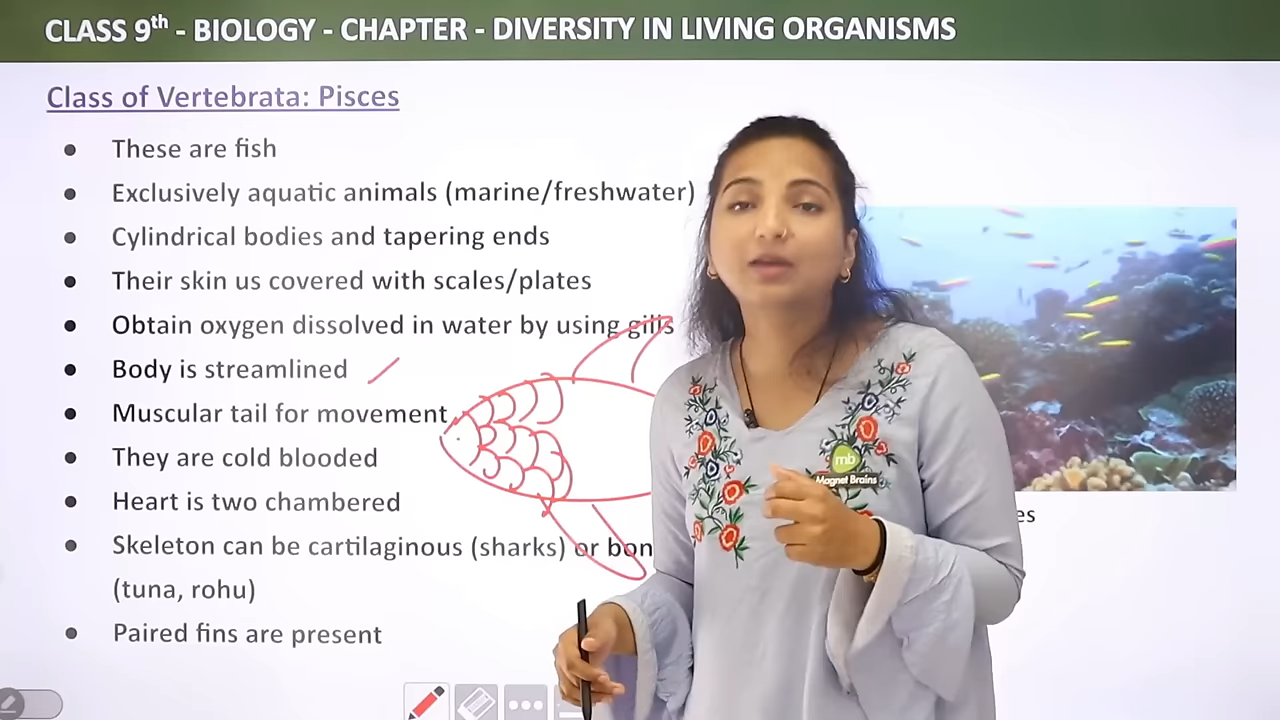 CLASS 9th - BIOLOGY - CHAPTER - DIVERSITY IN LIVING ORGANISMS
Class of Vertebrata: Pisces
● These are fish
● Exclusively aquatic animals (marine/freshwater)
● Cylindrical bodies and tapering ends
● Their skin us covered with scales/plates
● Obtain oxygen dissolved in water by using gills
● Body is streamlined
● Muscular tail for movement
● They are cold blooded
● Heart is two chambered
● Skeleton can be cartilaginous (sharks) or bon
(tuna, rohu)
● Paired fins are present
mb
Magnet Brains
es